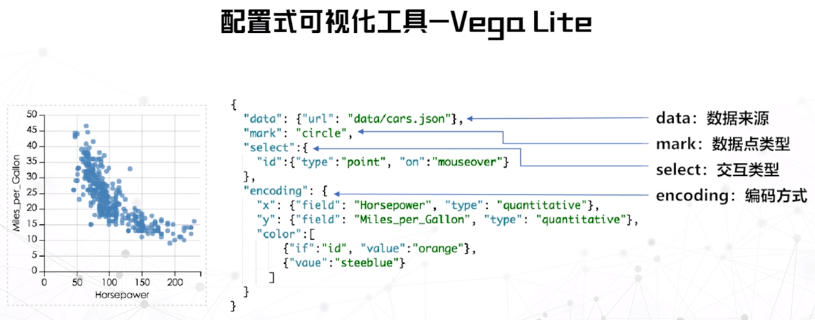 配置式可视化工具—Vega Lite
50
45
40
35
30
25
20
15
10
5
0
Miles_per_Gallon
0 50 100 150 200
Horsepower
{
"data": {"url": "data/cars.json"},
"mark": "circle",
"select":{
"id":{"type":"point", "on":"mouseover"}
},
"encoding": {
"x": {"field": "Horsepower", "type": "quantitative"},
"y": {"field": "Miles_per_Gallon", "type": "quantitative"},
"color":[
{"if":"id", "value":"orange"},
{"vaue":"steeblue"}
]
}
}
data：数据来源
mark：数据点类型
select：交互类型
encoding：编码方式